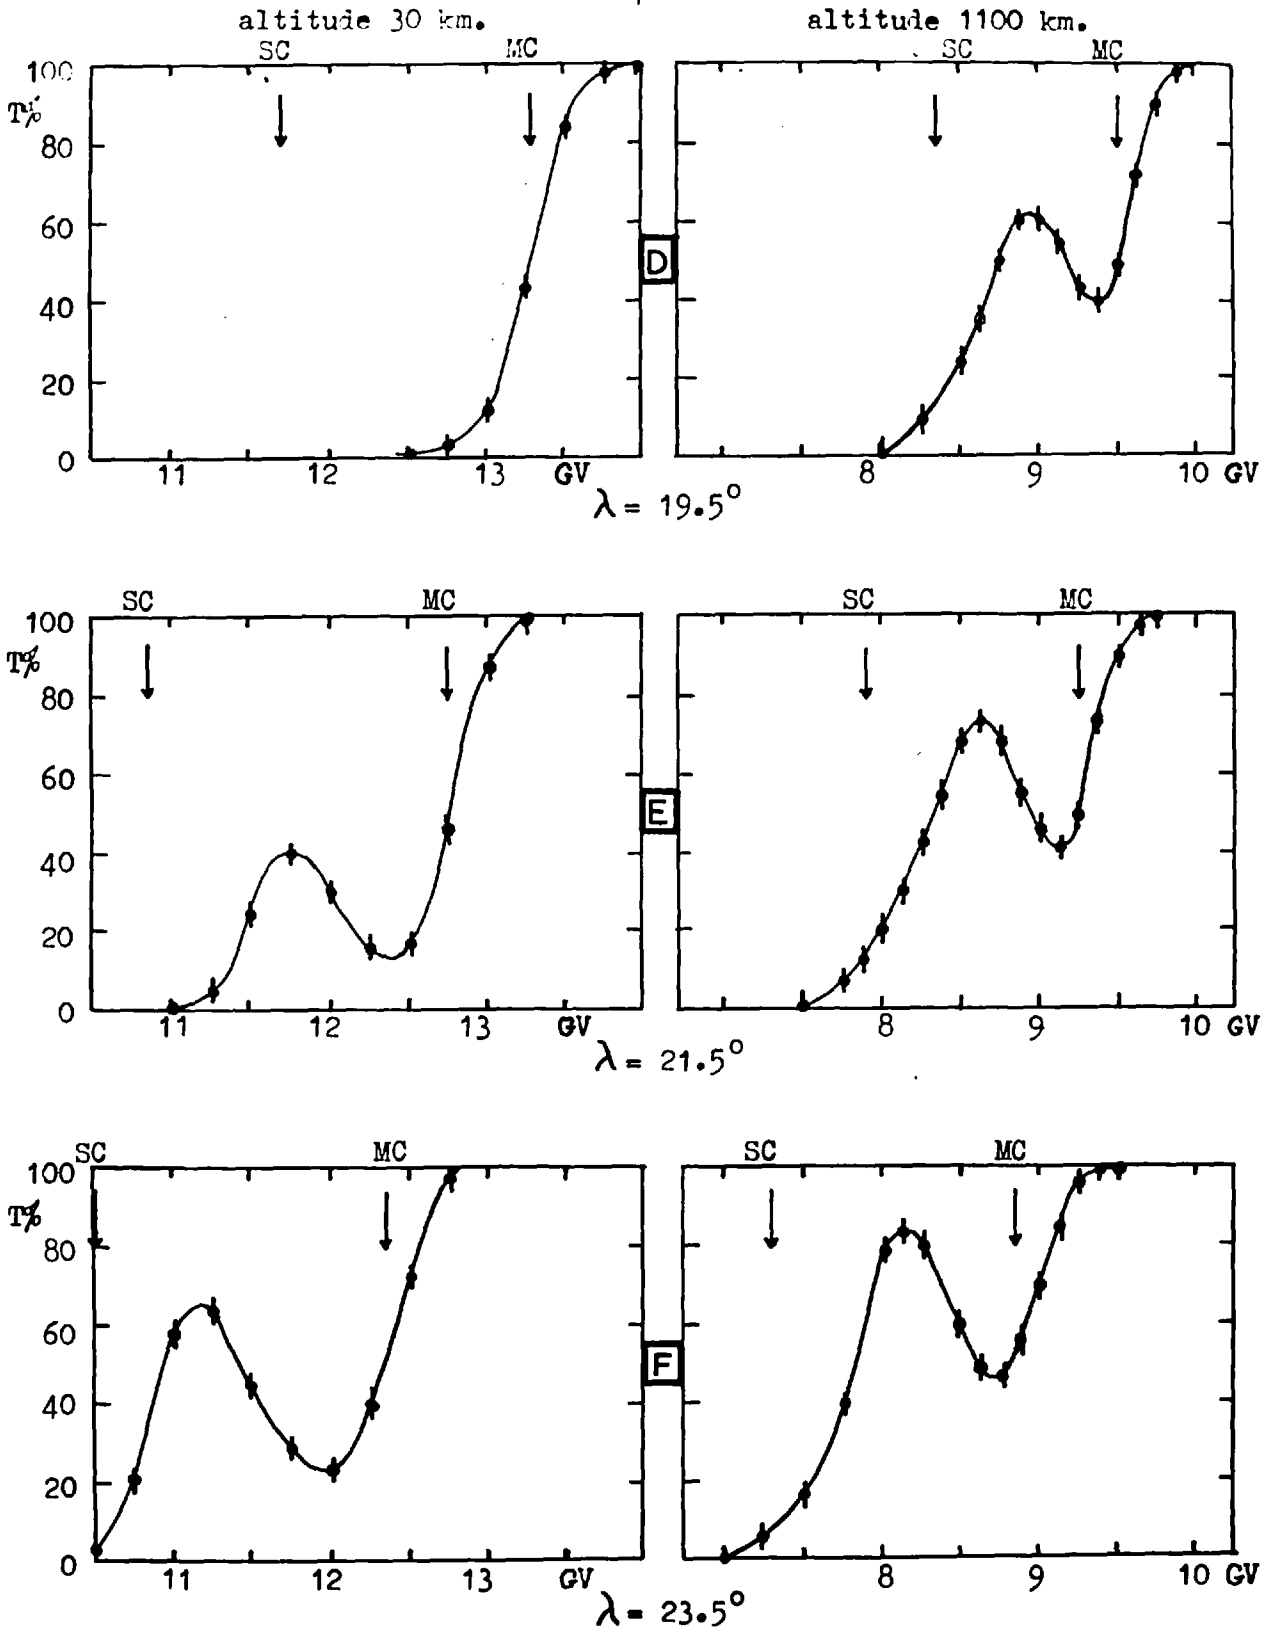 altitude 30 km.
altitude 1100 km.
SC MC SC MC
100
T%
80
60
D
40
20
0
11 12 13 GV 8 9 10 GV
λ = 19.5°
SC MC SC MC
100
T%
80
60
E
40
20
0
11 12 13 GV 8 9 10 GV
λ = 21.5°
SC MC SC MC
100
T%
80
60
F
40
20
0
11 12 13 GV 8 9 10 GV
λ = 23.5°